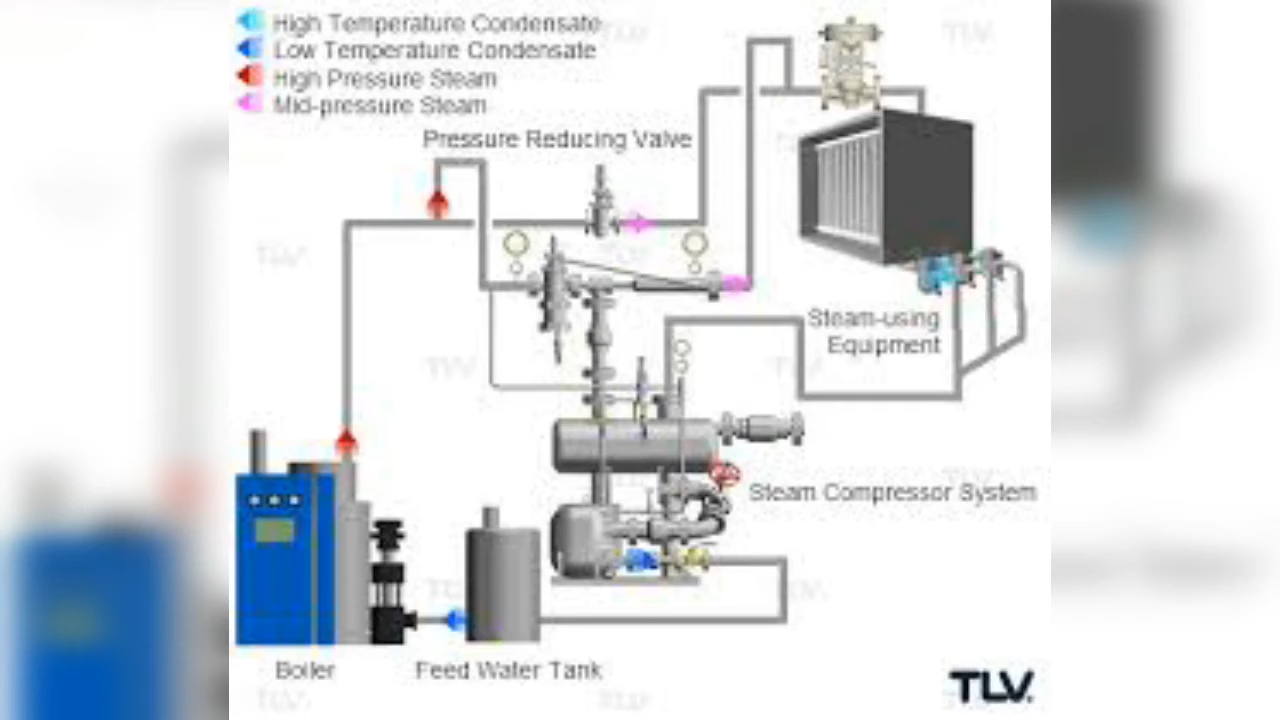 High Temperature Condensate
Low Temperature Condensate
High Pressure Steam
Mid-pressure Steam
Pressure Reducing Valve
Steam-using
Equipment
Steam Compressor System
Boiler
Feed Water Tank
TLV.